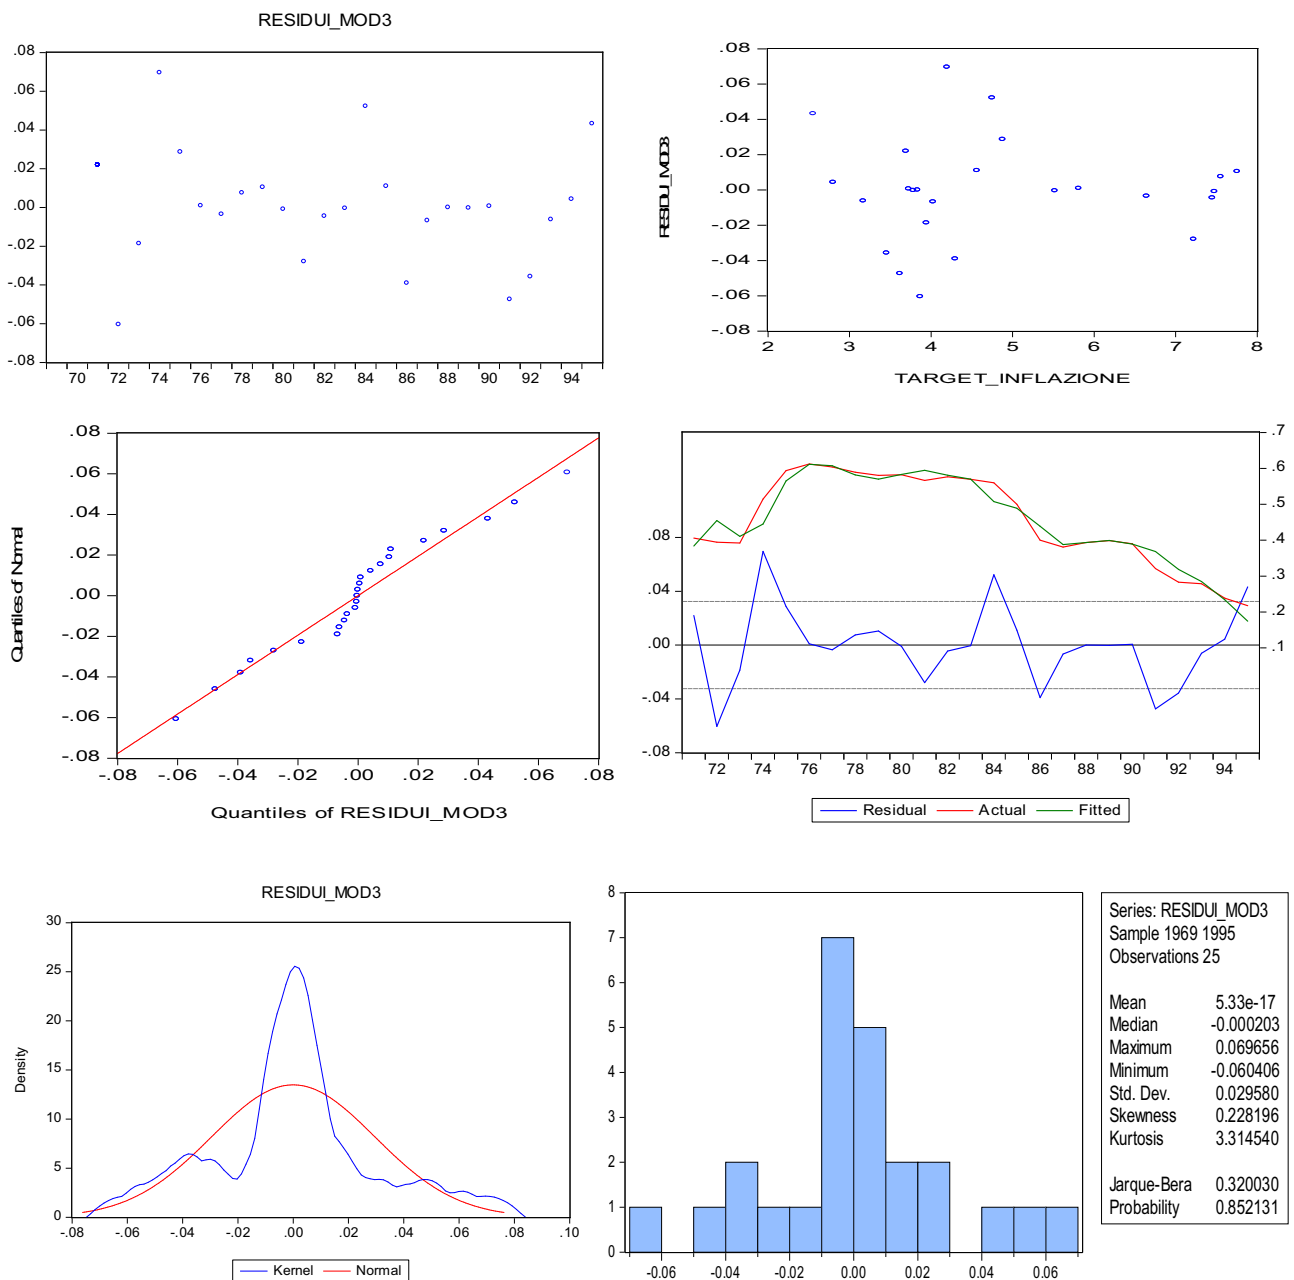 RESIDUI_MOD3
.08
.06
.04
.02
.00
-.02
-.04
-.06
-.08
70 72 74 76 78 80 82 84 86 88 90 92 94
.08
.06
.04
.02
.00
-.02
-.04
-.06
-.08
RESIDUI_MOD3
2 3 4 5 6 7 8
TARGET_INFLAZIONE
.08
.06
.04
.02
.00
-.02
-.04
-.06
-.08
Quantiles of Normal
-.08 -.06 -.04 -.02 .00 .02 .04 .06 .08
Quantiles of RESIDUI_MOD3
.08
.04
.00
-.04
-.08
.7
.6
.5
.4
.3
.2
.1
72 74 76 78 80 82 84 86 88 90 92 94
Residual Actual Fitted
RESIDUI_MOD3
30
25
20
15
10
5
0
Density
-.08 -.06 -.04 -.02 .00 .02 .04 .06 .08 .10
Kernel Normal
8
7
6
5
4
3
2
1
0
-0.06 -0.04 -0.02 0.00 0.02 0.04 0.06
Series: RESIDUI_MOD3
Sample 1969 1995
Observations 25
Mean 5.33e-17
Median -0.000203
Maximum 0.069656
Minimum -0.060406
Std. Dev. 0.029580
Skewness 0.228196
Kurtosis 3.314540
Jarque-Bera 0.320030
Probability 0.852131